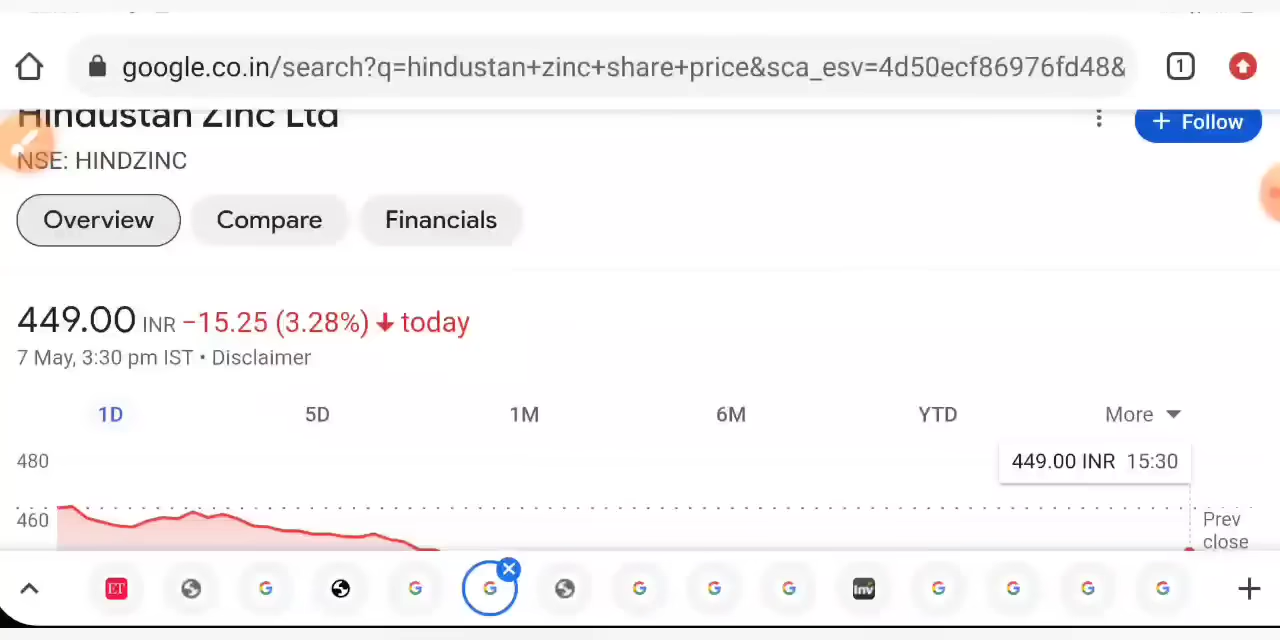 google.co.in/search?q=hindustan+zinc+share+price&sca_esv=4d50ecf86976fd48&
1
Hindustan Zinc Ltd
+ Follow
NSE: HINDZINC
Overview
Compare
Financials
449.00 INR −15.25 (3.28%) ↓ today
7 May, 3:30 pm IST • Disclaimer
1D
5D
1M
6M
YTD
More
449.00 INR 15:30
480
460
Prev
close
ET
Inv